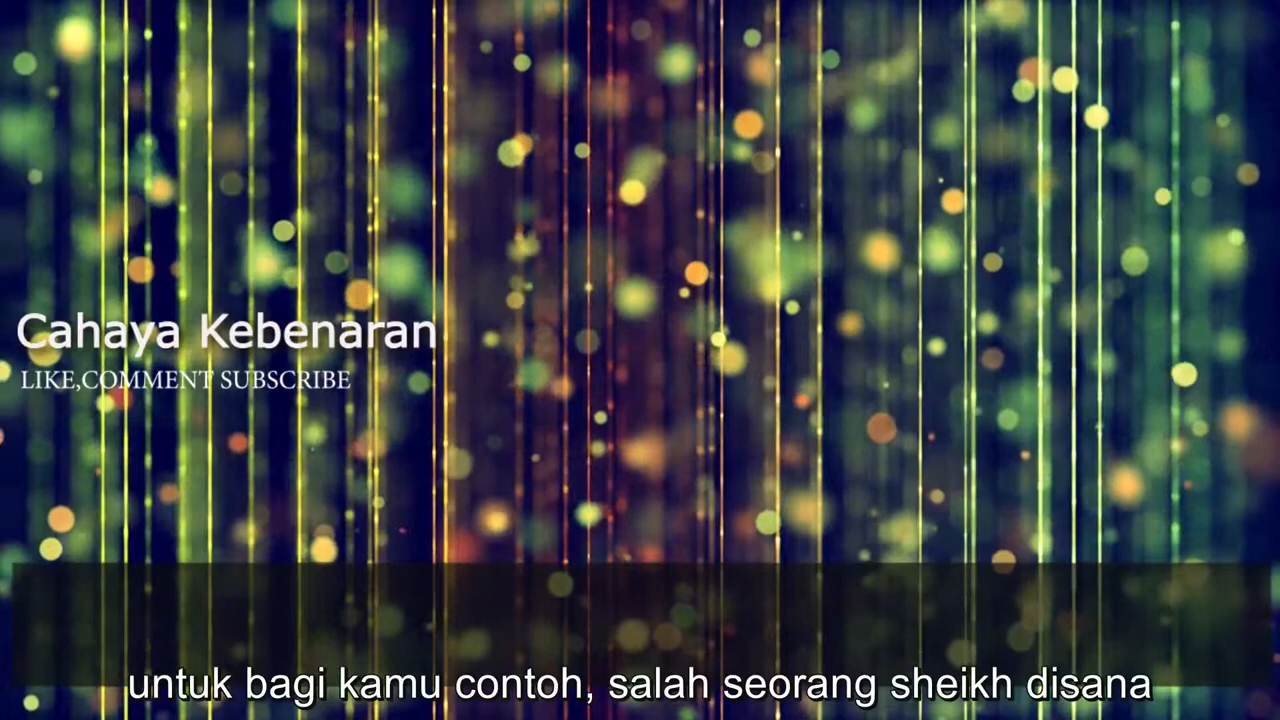 Cahaya Kebenaran
LIKE,COMMENT SUBSCRIBE
untuk bagi kamu contoh, salah seorang sheikh disana